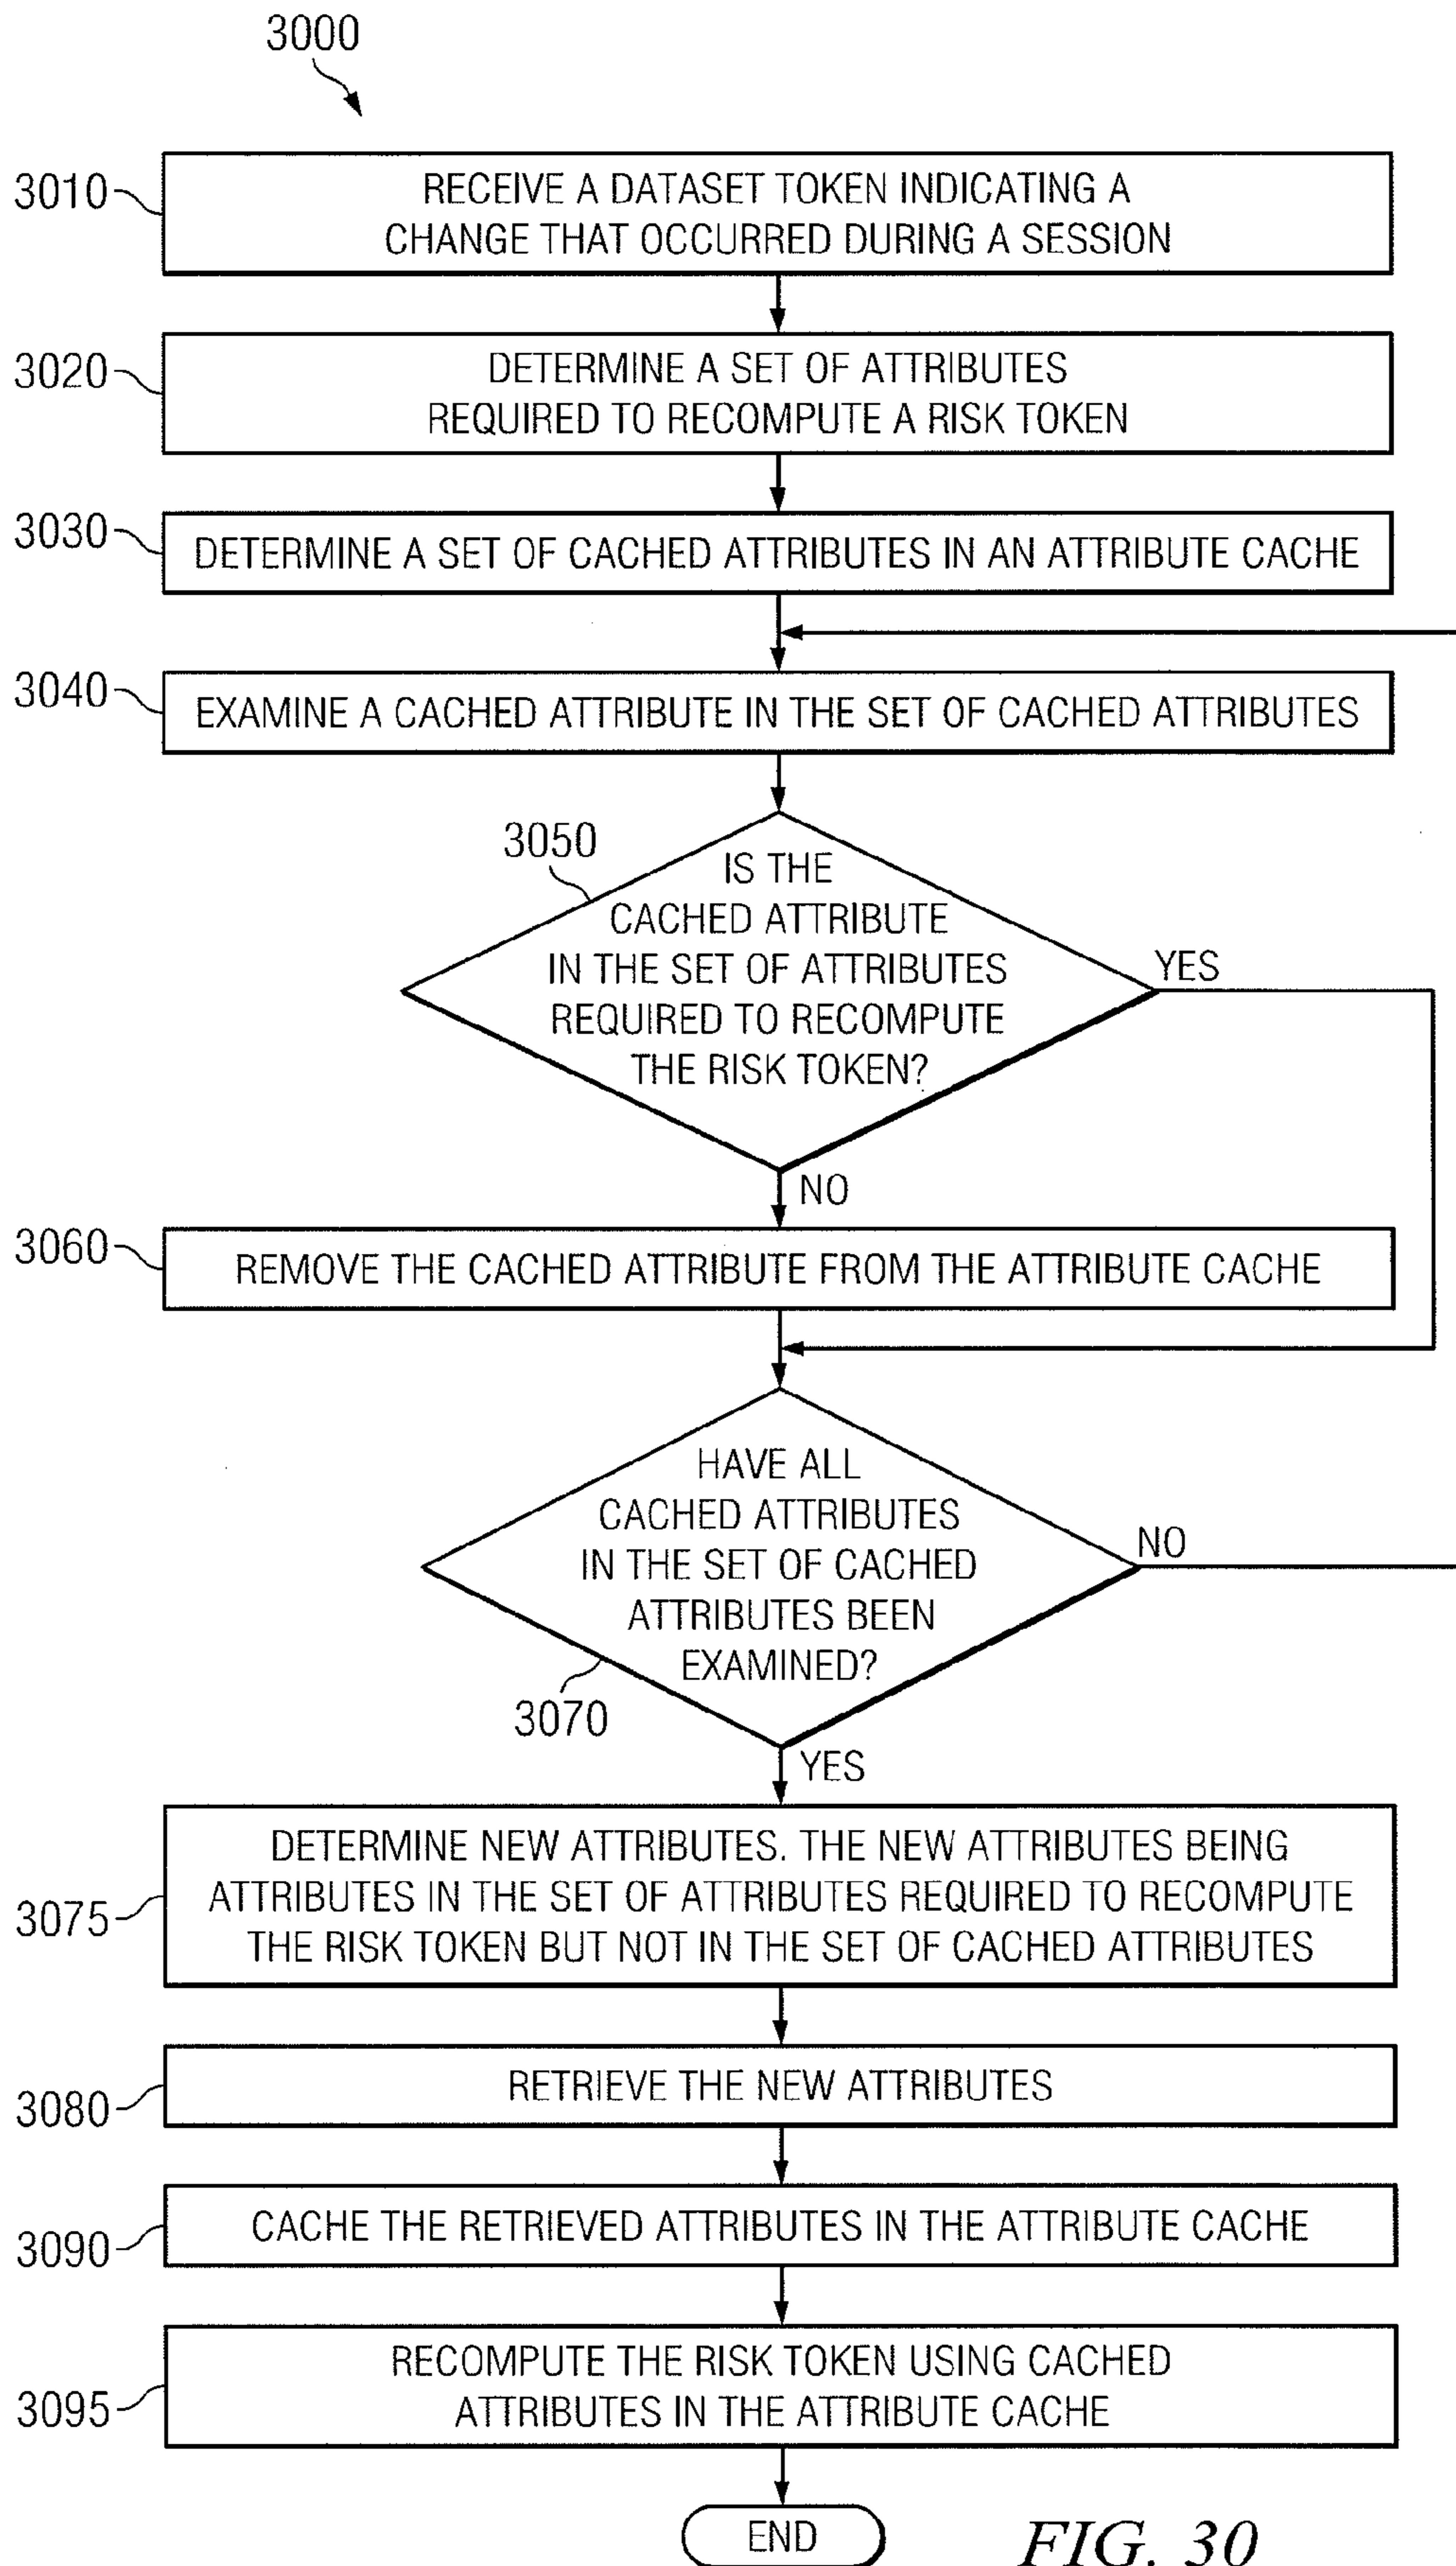 3000
3010
RECEIVE A DATASET TOKEN INDICATING A
CHANGE THAT OCCURRED DURING A SESSION
3020
DETERMINE A SET OF ATTRIBUTES
REQUIRED TO RECOMPUTE A RISK TOKEN
3030
DETERMINE A SET OF CACHED ATTRIBUTES IN AN ATTRIBUTE CACHE
3040
EXAMINE A CACHED ATTRIBUTE IN THE SET OF CACHED ATTRIBUTES
3050
IS THE
CACHED ATTRIBUTE
IN THE SET OF ATTRIBUTES
REQUIRED TO RECOMPUTE
THE RISK TOKEN?
YES
NO
3060
REMOVE THE CACHED ATTRIBUTE FROM THE ATTRIBUTE CACHE
HAVE ALL
CACHED ATTRIBUTES
IN THE SET OF CACHED
ATTRIBUTES BEEN
EXAMINED?
NO
3070
YES
3075
DETERMINE NEW ATTRIBUTES. THE NEW ATTRIBUTES BEING
ATTRIBUTES IN THE SET OF ATTRIBUTES REQUIRED TO RECOMPUTE
THE RISK TOKEN BUT NOT IN THE SET OF CACHED ATTRIBUTES
3080
RETRIEVE THE NEW ATTRIBUTES
3090
CACHE THE RETRIEVED ATTRIBUTES IN THE ATTRIBUTE CACHE
3095
RECOMPUTE THE RISK TOKEN USING CACHED
ATTRIBUTES IN THE ATTRIBUTE CACHE
END
FIG. 30